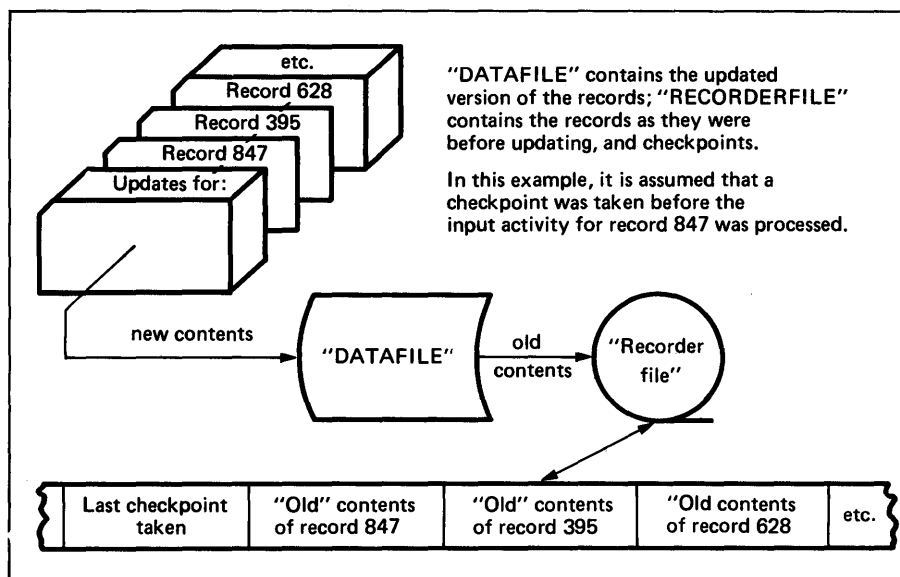 etc.
Record 628
Record 395
Record 847
Updates for:
"DATAFILE" contains the updated
version of the records; "RECORDERFILE"
contains the records as they were
before updating, and checkpoints.
In this example, it is assumed that a
checkpoint was taken before the
input activity for record 847 was processed.
new contents
"DATAFILE"
old
contents
"Recorder
file"
Last checkpoint
taken
"Old" contents
of record 847
"Old" contents
of record 395
"Old contents
of record 628
etc.